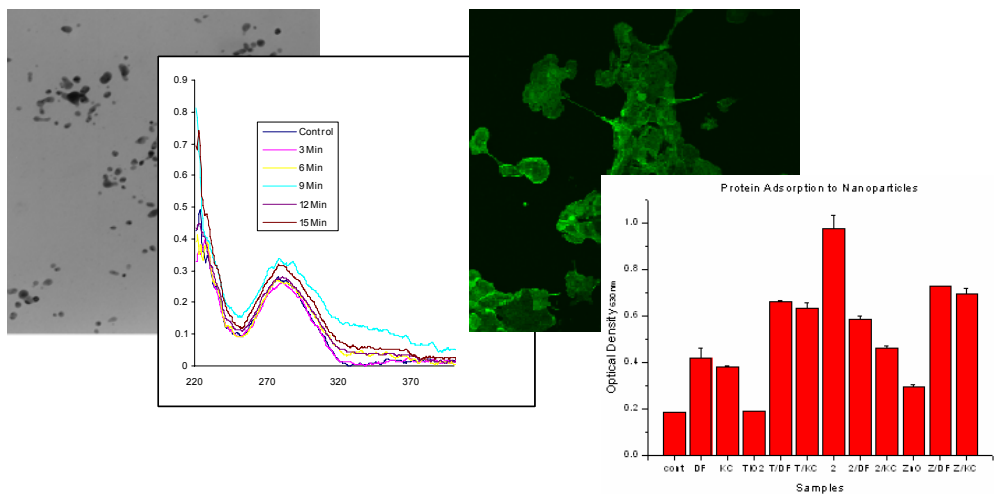 0.9
0.8
0.7
0.6
0.5
0.4
0.3
0.2
0.1
0
220 270 320 370
Control
3 Min
6 Min
9 Min
12 Min
15 Min
Protein Adsorption to Nanoparticles
Optical Density 630nm
1.0
0.8
0.6
0.4
0.2
0.0
cont DF KC TiO2 T/DF T/KC 2 2/DF 2/KC ZnO Z/DF Z/KC
Samples